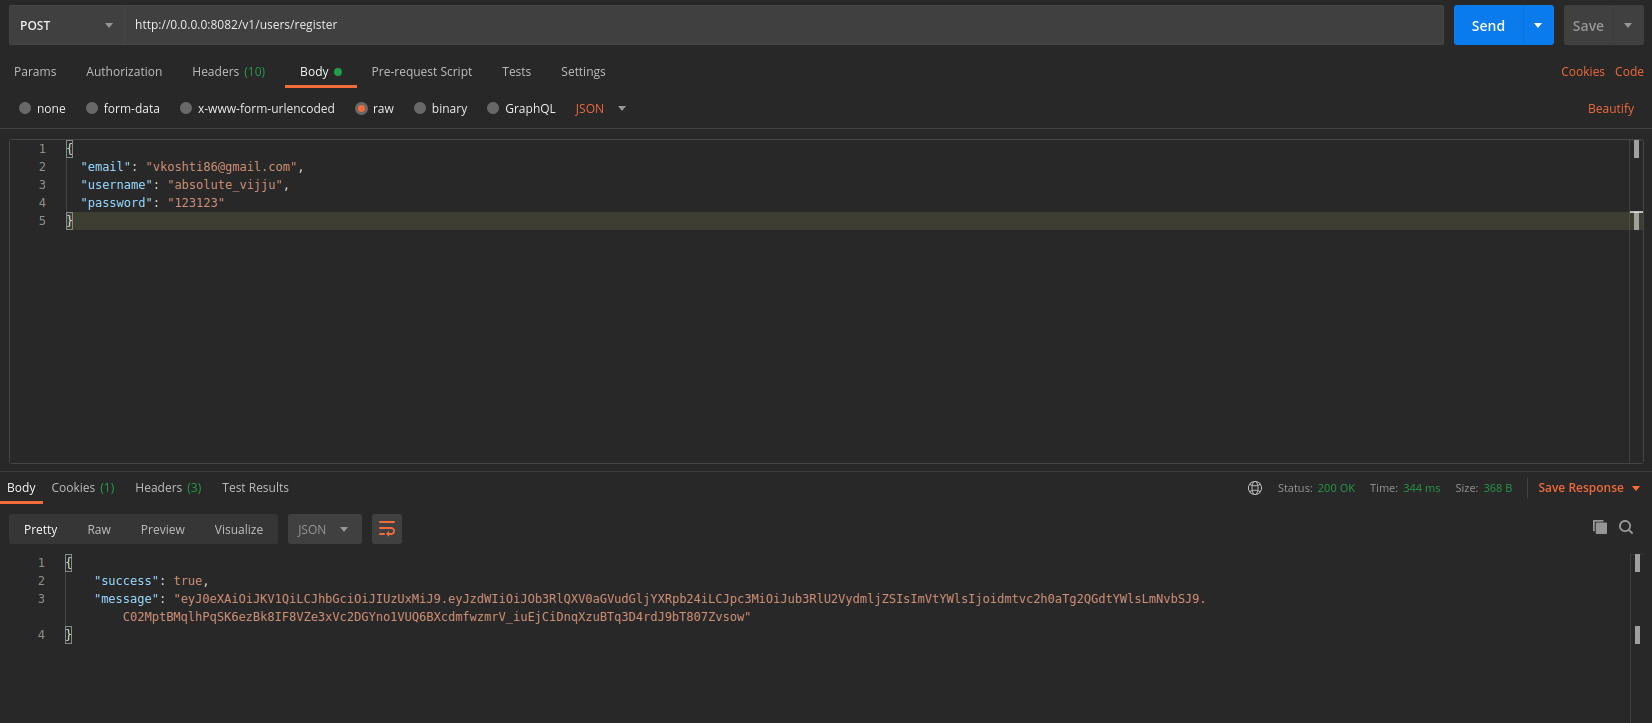 POST http://0.0.0.0:8082/v1/users/register Send Save
Params Authorization Headers (10) Body Pre-request Script Tests Settings Cookies Code
none form-data x-www-form-urlencoded raw binary GraphQL JSON Beautify
1 {
2 "email": "vkoshti86@gmail.com",
3 "username": "absolute_vijju",
4 "password": "123123"
5 }
Body Cookies (1) Headers (3) Test Results Status: 200 OK Time: 344 ms Size: 368 B Save Response
Pretty Raw Preview Visualize JSON
1 {
2 "success": true,
3 "message": "eyJ0eXAiOiJKV1QiLCJhbGciOiJIUzUxMiJ9.eyJzdWIiOiJOb3RlQXV0aGVudGljYXRpb24iLCJpc3MiOiJub3RlU2VydmljZSIsImVtYWlsIjoidmtvc2h0aTg2QGdtYWlsLmNvbSJ9.
C02MptBMqlhPqSK6ezBk8IF8VZe3xVc2DGYno1VUQ6BXcdmfwzmrV_iuEjCiDnqXzuBTq3D4rdJ9bT807Zvsow"
4 }